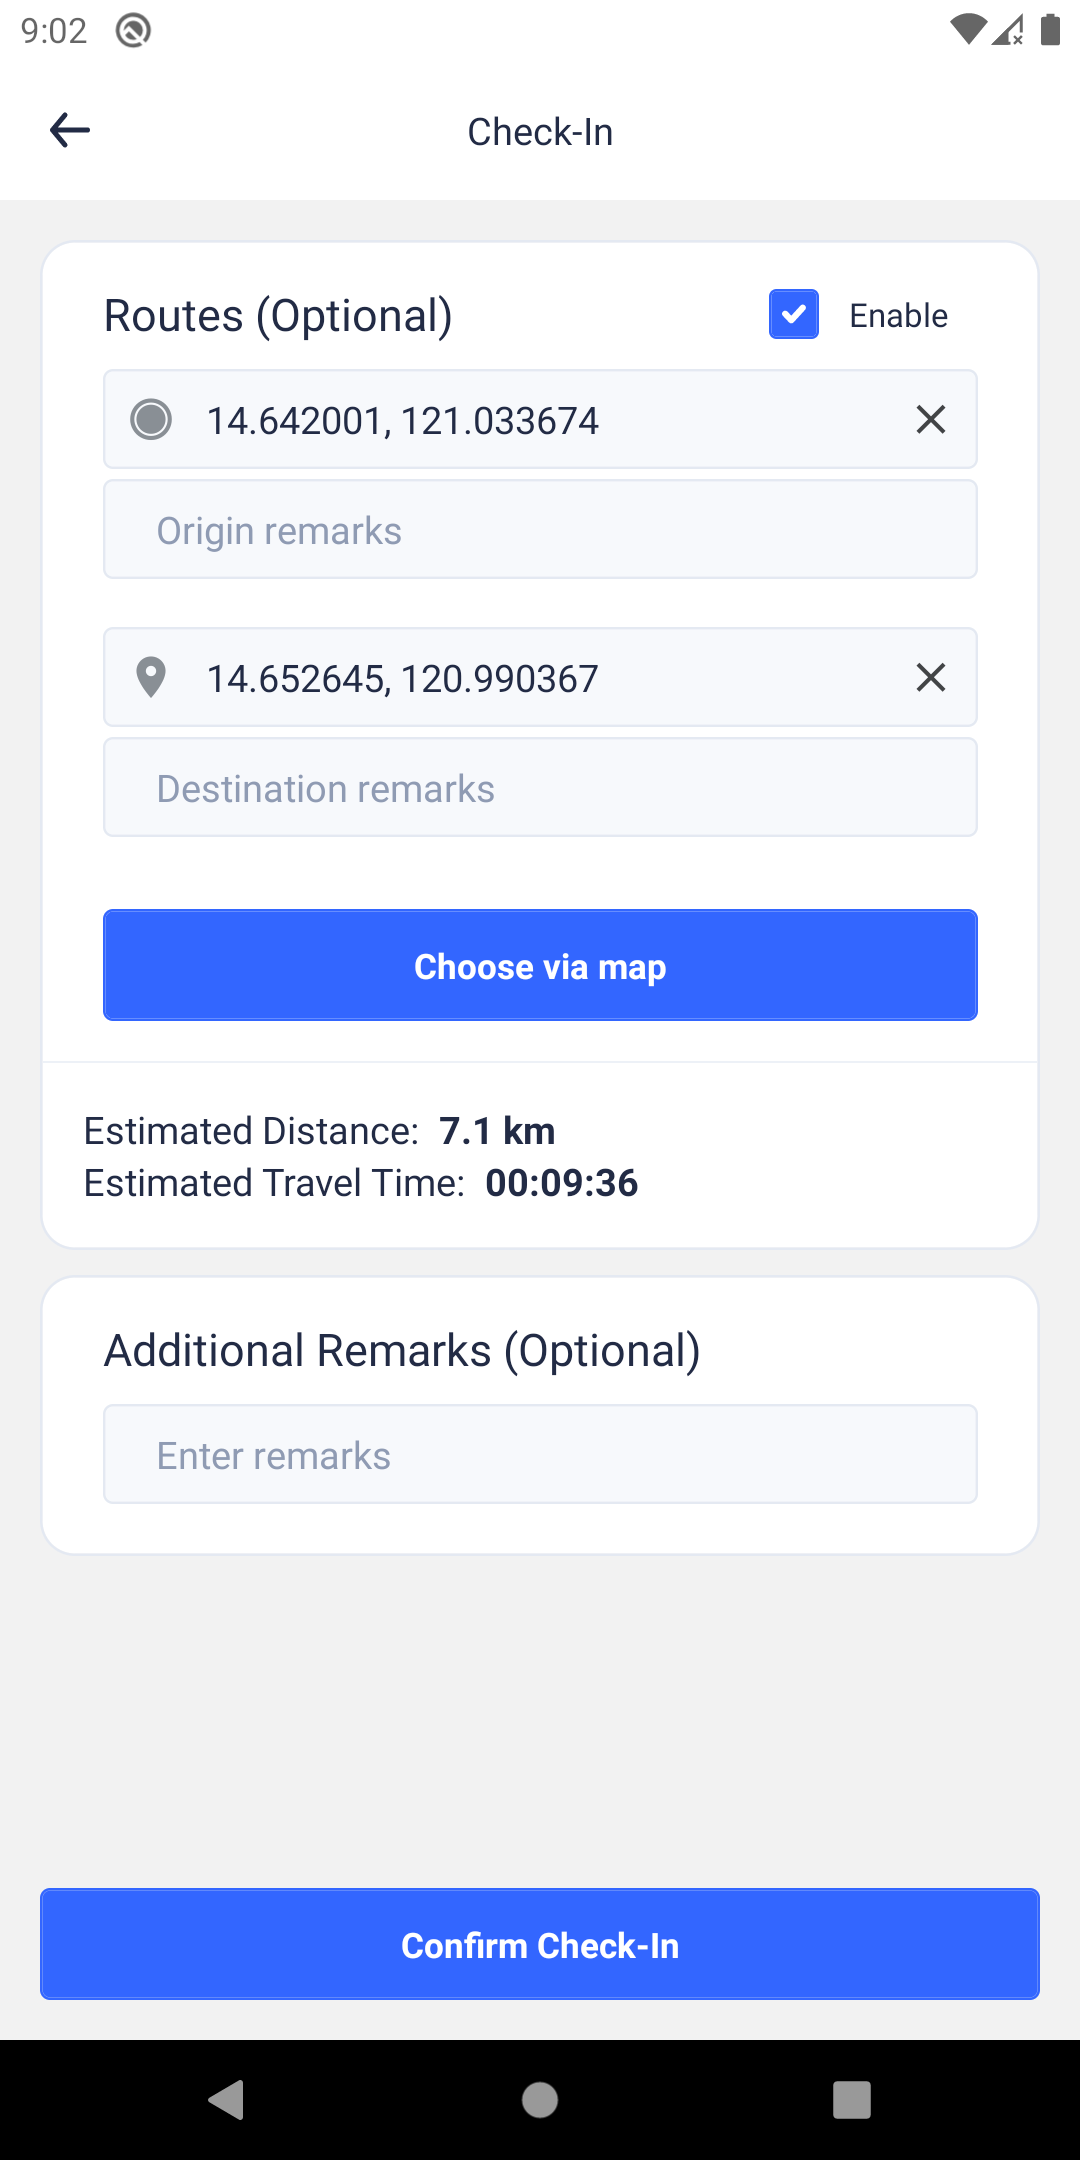 9:02
Check-In
Routes (Optional)
Enable
14.642001, 121.033674
Origin remarks
14.652645, 120.990367
Destination remarks
Choose via map
Estimated Distance: 7.1 km
Estimated Travel Time: 00:09:36
Additional Remarks (Optional)
Enter remarks
Confirm Check-In